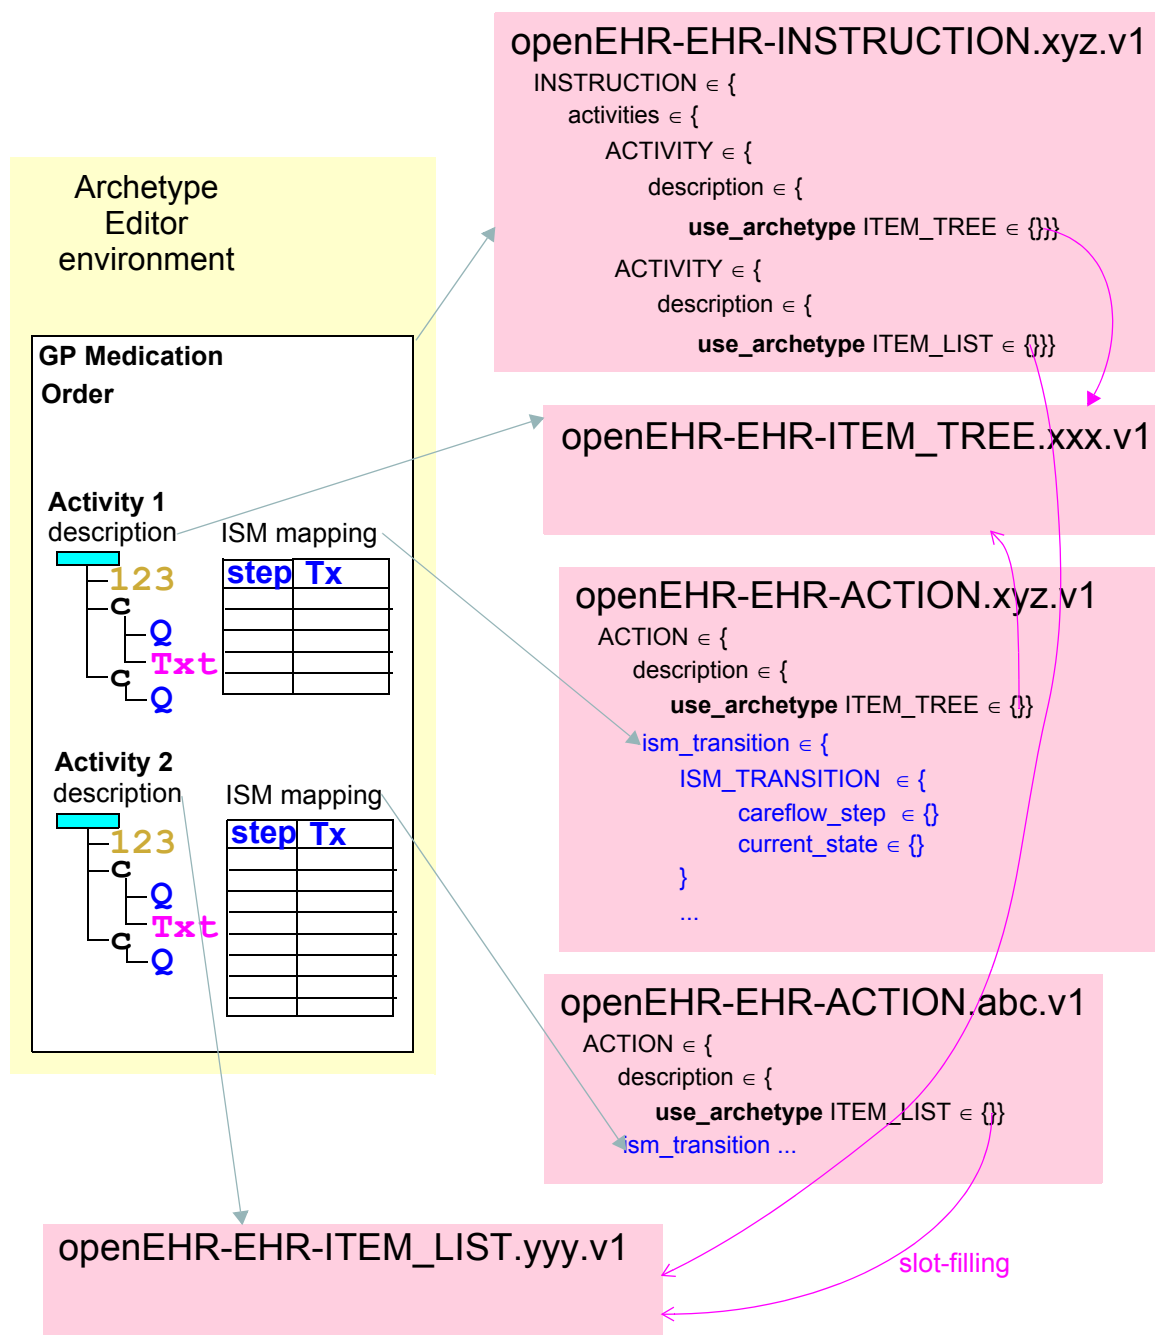 openEHR-EHR-INSTRUCTION.xyz.v1
INSTRUCTION ∈ {
activities ∈ {
ACTIVITY ∈ {
description ∈ {
use_archetype ITEM_TREE ∈ {}}}
ACTIVITY ∈ {
description ∈ {
use_archetype ITEM_LIST ∈ {}}}
Archetype
Editor
environment
GP Medication
Order
Activity 1
description
ISM mapping
123
C
Q
Txt
C
Q
step Tx
Activity 2
description
ISM mapping
123
C
Q
Txt
C
Q
step Tx
openEHR-EHR-ITEM_TREE.xxx.v1
openEHR-EHR-ACTION.xyz.v1
ACTION ∈ {
description ∈ {
use_archetype ITEM_TREE ∈ {}}
ism_transition ∈ {
ISM_TRANSITION ∈ {
careflow_step ∈ {}
current_state ∈ {}
}
...
openEHR-EHR-ACTION.abc.v1
ACTION ∈ {
description ∈ {
use_archetype ITEM_LIST ∈ {}}
ism_transition ...
openEHR-EHR-ITEM_LIST.yyy.v1
slot-filling